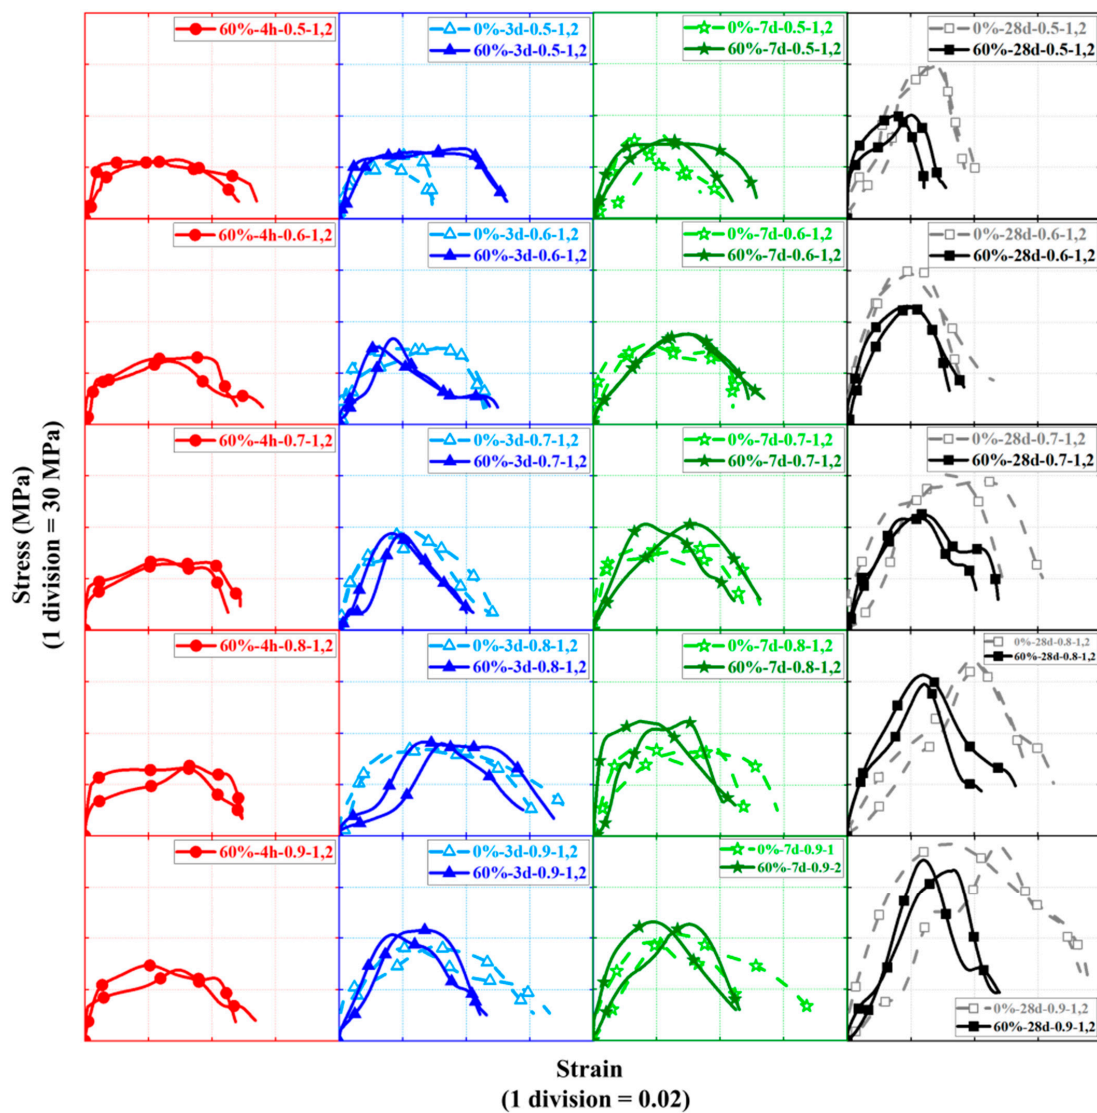 60%-4h-0.5-1,2
0%-3d-0.5-1,2
60%-3d-0.5-1,2
0%-7d-0.5-1,2
60%-7d-0.5-1,2
0%-28d-0.5-1,2
60%-28d-0.5-1,2
60%-4h-0.6-1,2
0%-3d-0.6-1,2
60%-3d-0.6-1,2
0%-7d-0.6-1,2
60%-7d-0.6-1,2
0%-28d-0.6-1,2
60%-28d-0.6-1,2
60%-4h-0.7-1,2
0%-3d-0.7-1,2
60%-3d-0.7-1,2
0%-7d-0.7-1,2
60%-7d-0.7-1,2
0%-28d-0.7-1,2
60%-28d-0.7-1,2
60%-4h-0.8-1,2
0%-3d-0.8-1,2
60%-3d-0.8-1,2
0%-7d-0.8-1,2
60%-7d-0.8-1,2
0%-28d-0.8-1,2
60%-28d-0.8-1,2
60%-4h-0.9-1,2
0%-3d-0.9-1,2
60%-3d-0.9-1,2
0%-7d-0.9-1
60%-7d-0.9-2
0%-28d-0.9-1,2
60%-28d-0.9-1,2
Stress (MPa)
(1 division = 30 MPa)
Strain
(1 division = 0.02)